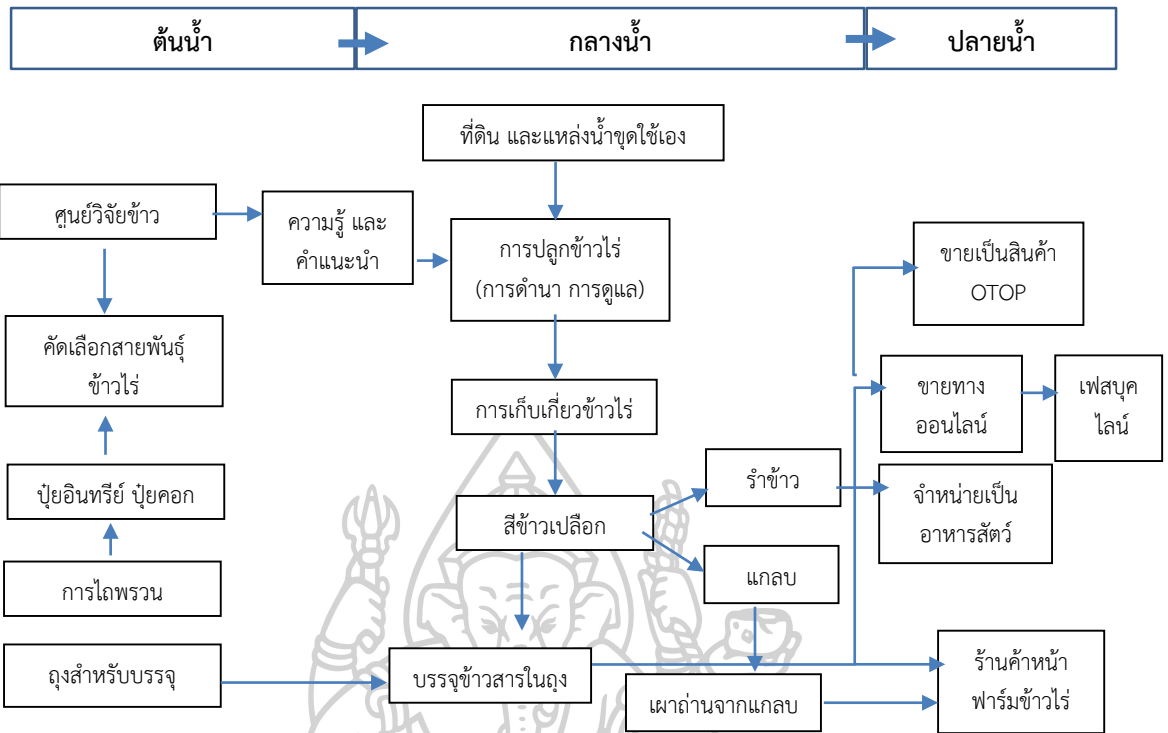 ต้นน้ำ
กลางน้ำ
ปลายน้ำ
ที่ดิน และแหล่งน้ำขุดใช้เอง
ศูนย์วิจัยข้าว
ความรู้ และ
คำแนะนำ
การปลูกข้าวไร่
(การดำนา การดูแล)
ขายเป็นสินค้า
OTOP
คัดเลือกสายพันธุ์
ข้าวไร่
การเก็บเกี่ยวข้าวไร่
ขายทาง
ออนไลน์
เฟสบุค
ไลน์
ปุ๋ยอินทรีย์ ปุ๋ยคอก
สีข้าวเปลือก
รำข้าว
จำหน่ายเป็น
อาหารสัตว์
แกลบ
การไถพรวน
ถุงสำหรับบรรจุ
บรรจุข้าวสารในถุง
เผาถ่านจากแกลบ
ร้านค้าหน้า
ฟาร์มข้าวไร่